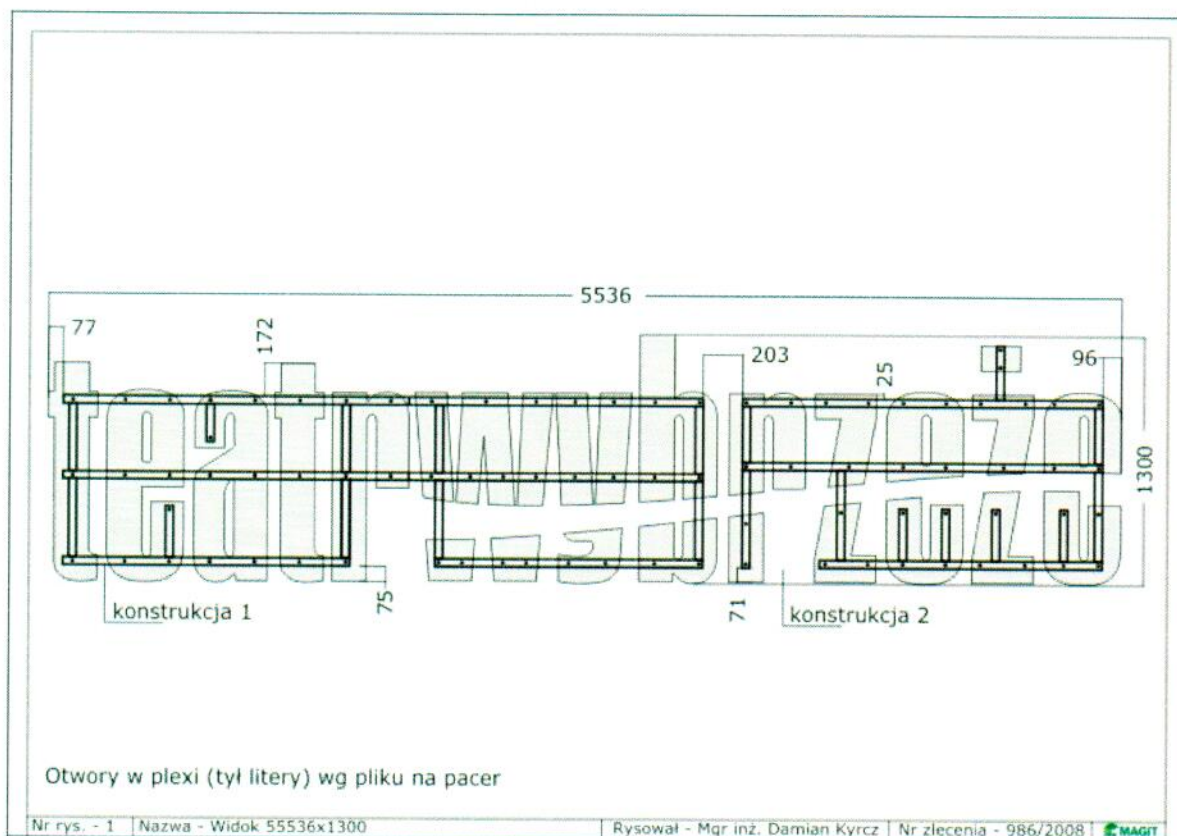 5536
77
172
203
25
96
1300
75
71
konstrukcja 1
konstrukcja 2
Otwory w plexi (tył litery) wg pliku na pacer
Nr rys. - 1 Nazwa - Widok 55536x1300 Rysował - Mgr inż. Damian Kyrcz Nr zlecenia - 986/2008 MAGIT